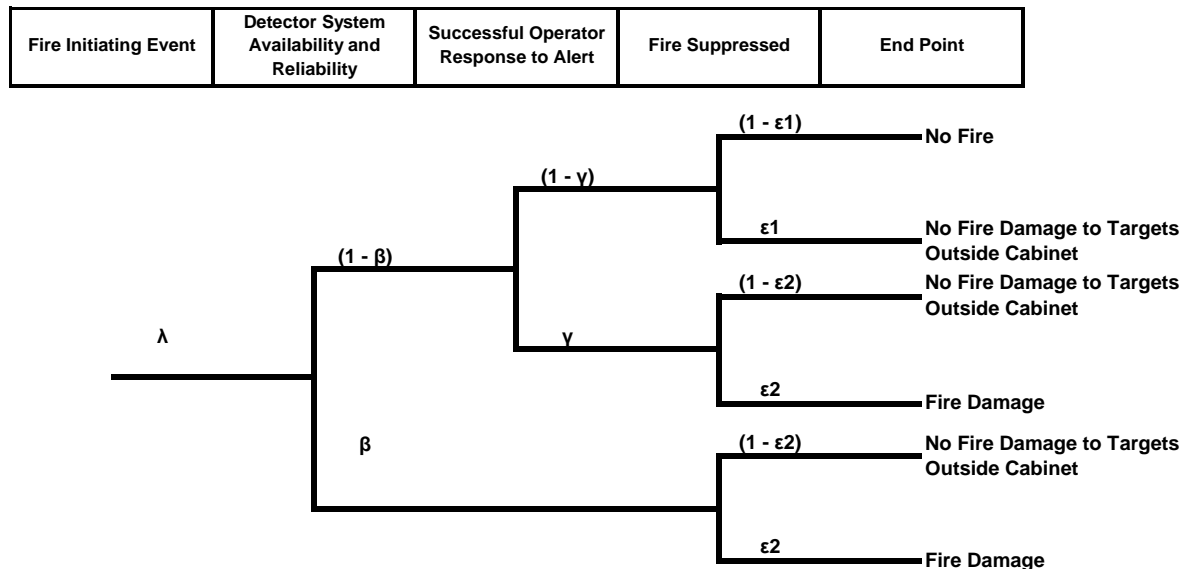 Fire Initiating Event
Detector System
Availability and
Reliability
Successful Operator
Response to Alert
Fire Suppressed
End Point
(1 - ε1)
No Fire
(1 - γ)
ε1
No Fire Damage to Targets
Outside Cabinet
(1 - β)
(1 - ε2)
No Fire Damage to Targets
Outside Cabinet
λ
γ
ε2
Fire Damage
β
(1 - ε2)
No Fire Damage to Targets
Outside Cabinet
ε2
Fire Damage